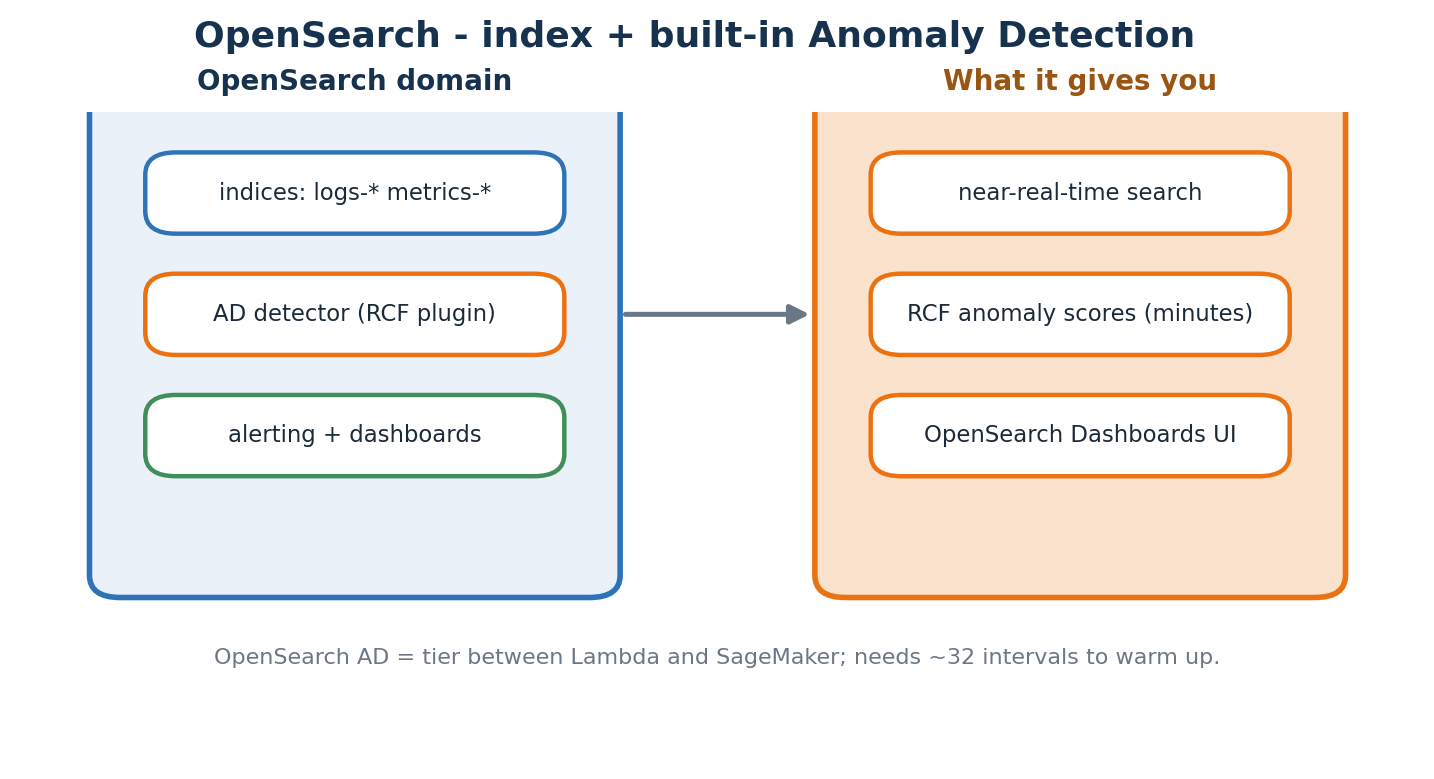 OpenSearch - index + built-in Anomaly Detection
OpenSearch domain
indices: logs-* metrics-*
AD detector (RCF plugin)
alerting + dashboards
What it gives you
near-real-time search
RCF anomaly scores (minutes)
OpenSearch Dashboards UI
OpenSearch AD = tier between Lambda and SageMaker; needs ~32 intervals to warm up.